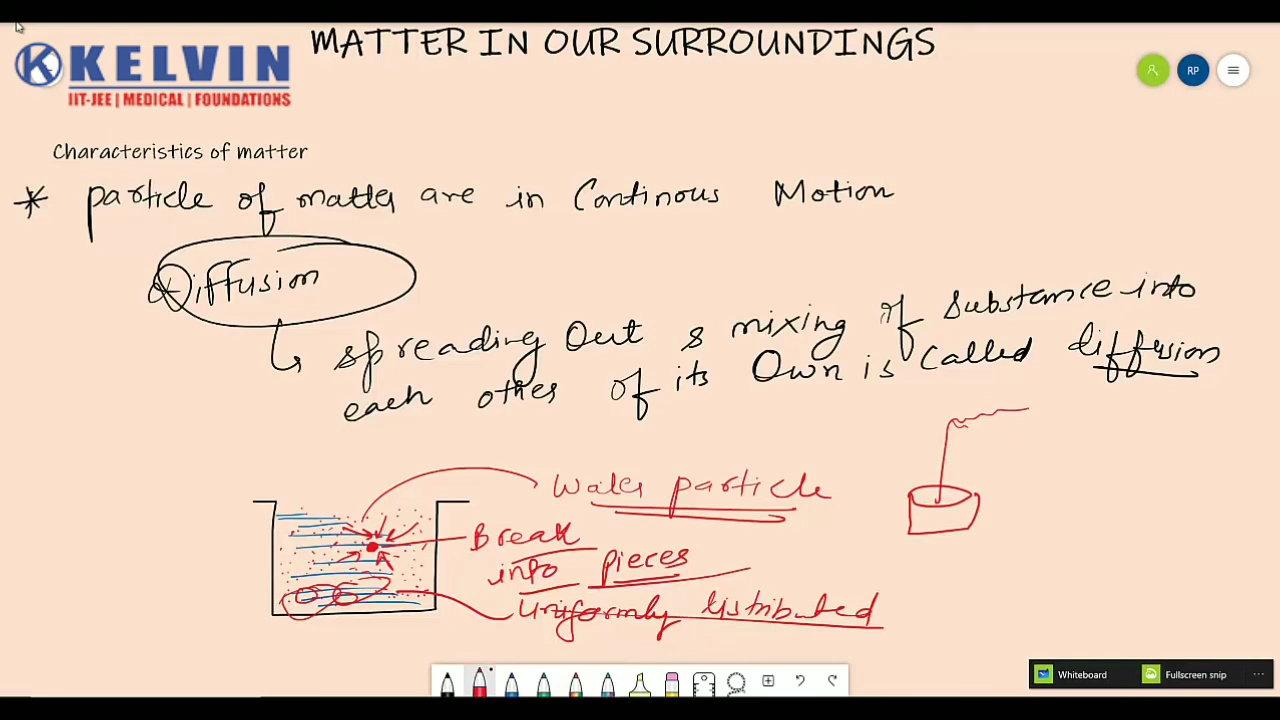 MATTER IN OUR SURROUNDINGS
KELVIN
IIT-JEE | MEDICAL | FOUNDATIONS
RP
Characteristics of matter
* particle of matter are in Continous Motion
Diffusion
↳ spreading Out & mixing of Substance into
each other of its Own is called diffusion
Water particle
Break
into pieces
A
Uniformly distributed
Whiteboard
Fullscreen snip